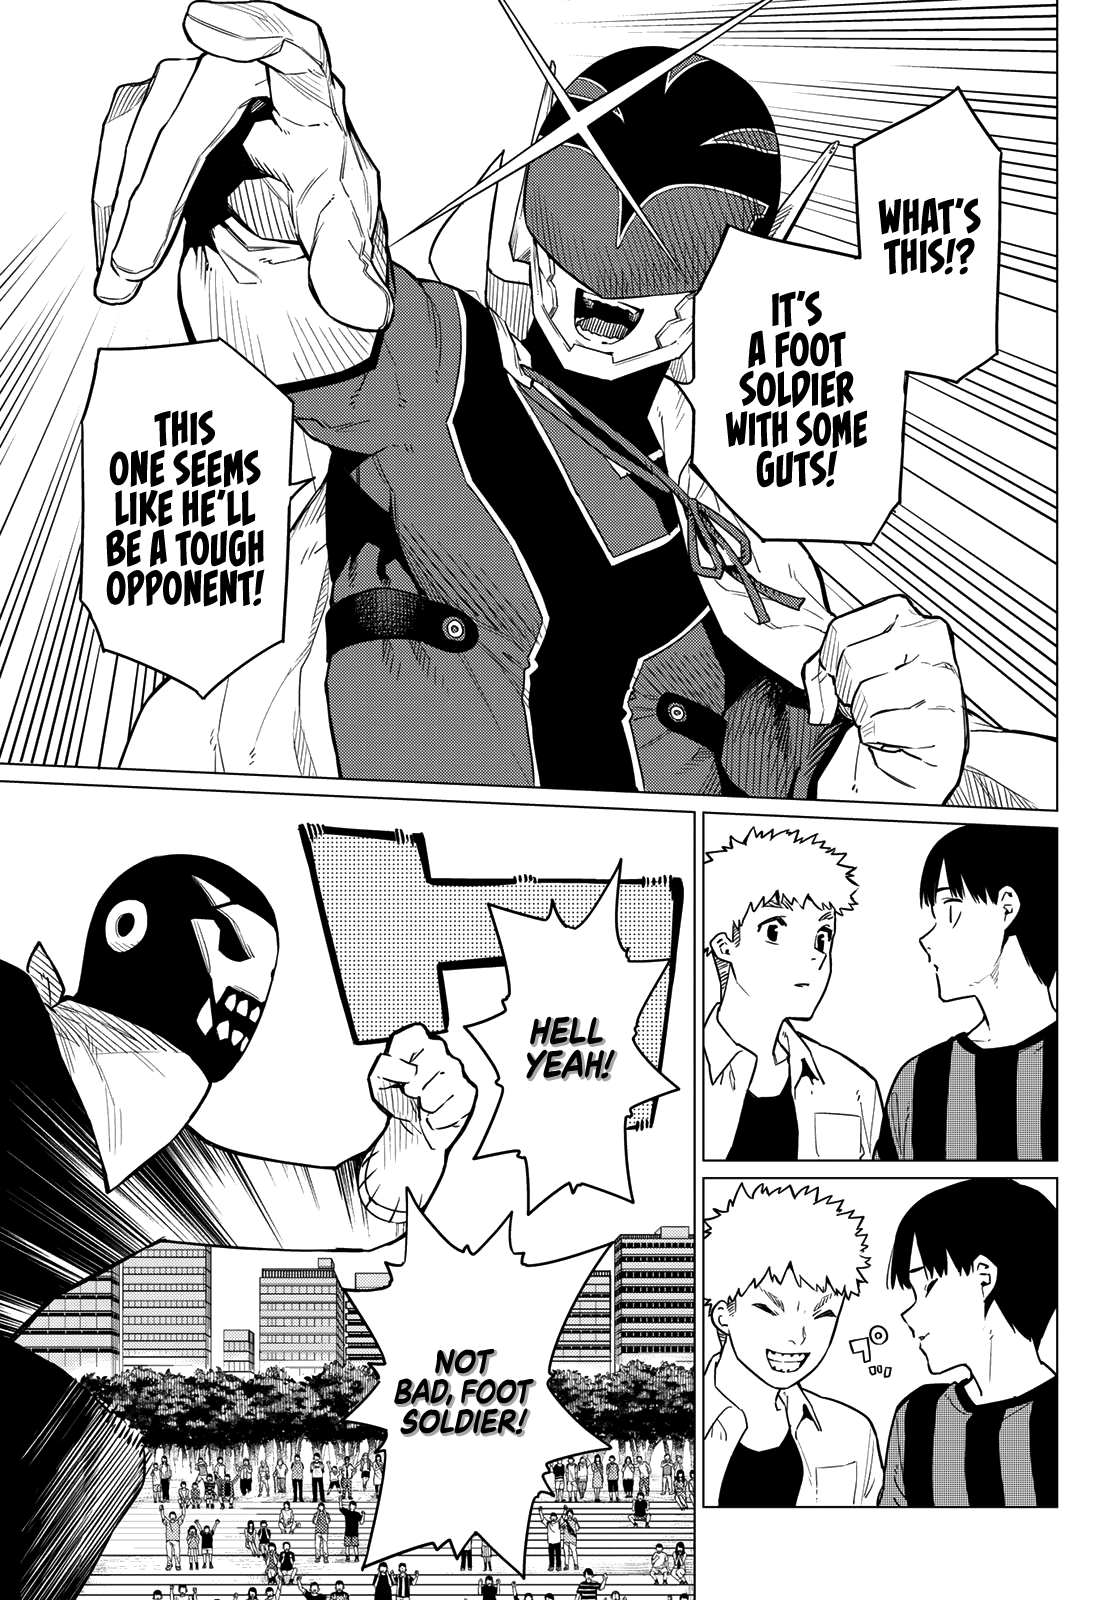 WHAT'S
THIS!?
IT'S
A FOOT
SOLDIER
WITH SOME
GUTS!
THIS
ONE SEEMS
LIKE HE'LL
BE A TOUGH
OPPONENT!
HELL
YEAH!
プ
NOT
BAD, FOOT
SOLDIER!